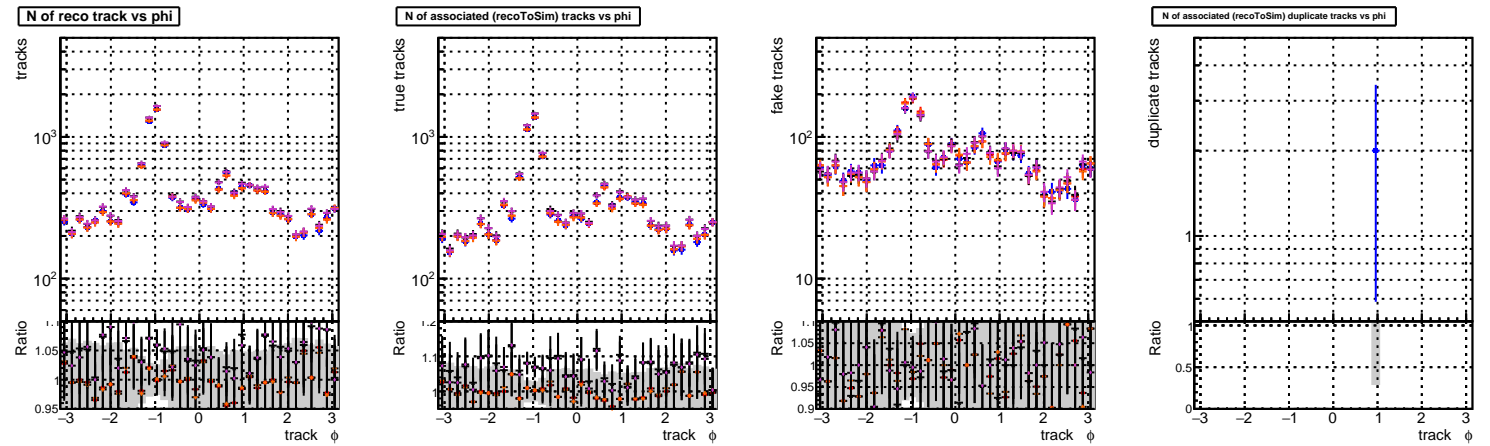 N of reco track vs phi
tracks
10³
10²
Ratio
1.1
1.05
1
0.95
−3 −2 −1 0 1 2 3
track ϕ
N of associated (recoToSim) tracks vs phi
true tracks
10³
10²
Ratio
1.2
1.1
1
−3 −2 −1 0 1 2 3
track ϕ
fake tracks
10²
10
Ratio
1.1
1.05
1
0.95
0.9
−3 −2 −1 0 1 2 3
track ϕ
N of associated (recoToSim) duplicate tracks vs phi
duplicate tracks
1
Ratio
1
0.5
0
−3 −2 −1 0 1 2 3
track ϕ